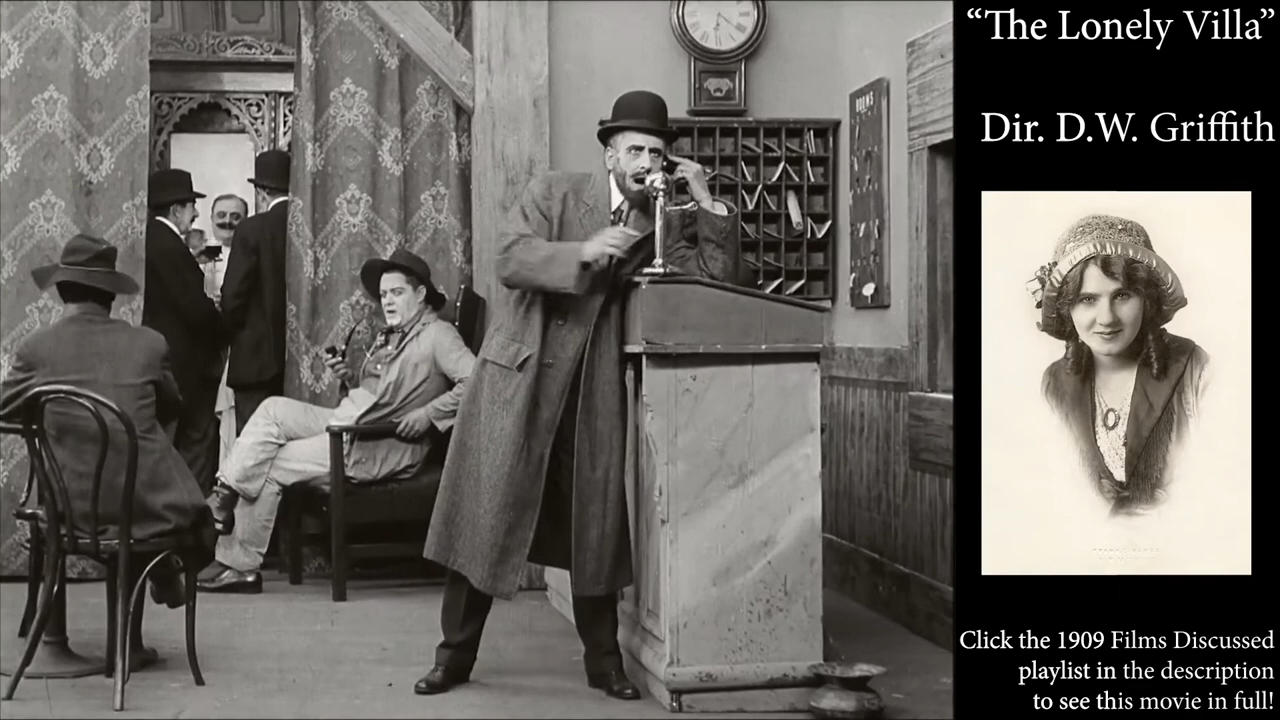 “The Lonely Villa”
Dir. D.W. Griffith
ROOMS
Click the 1909 Films Discussed
playlist in the description
to see this movie in full!